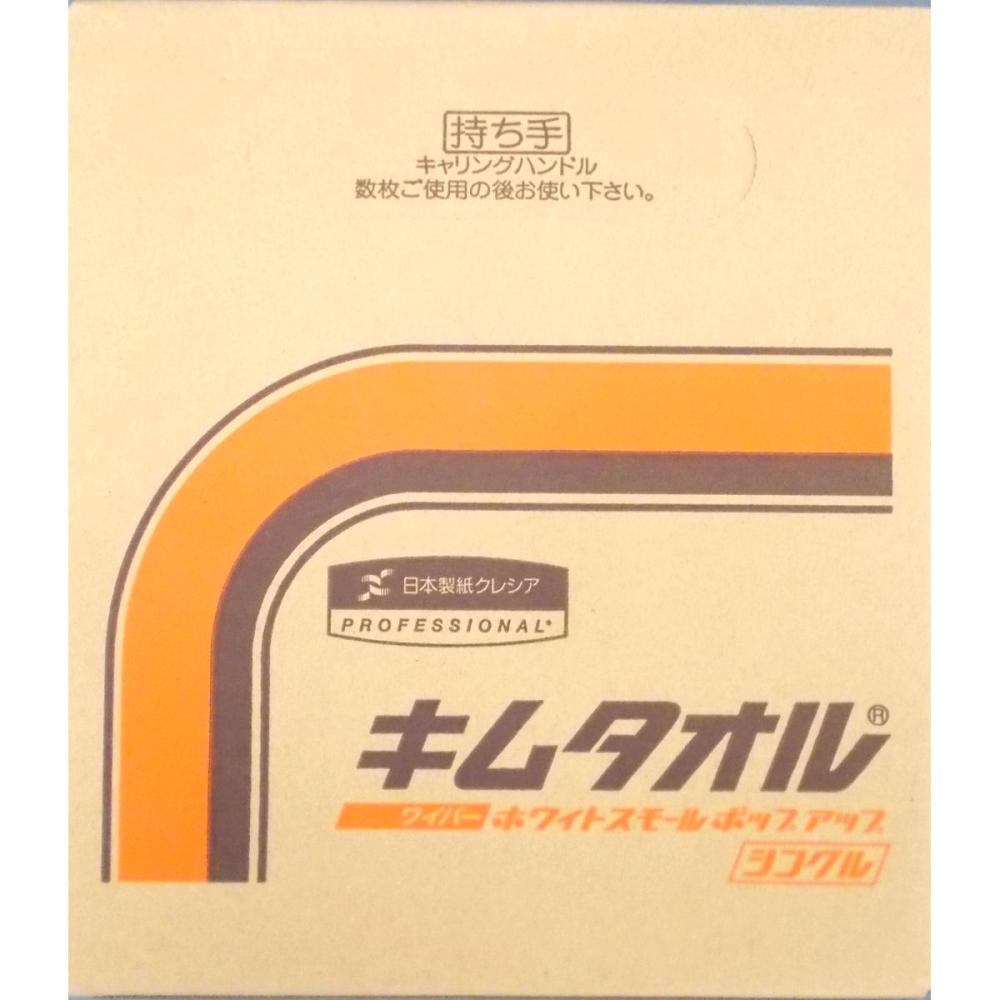 持ち手
キャリングハンドル
数枚ご使用の後お使い下さい。
日本製紙クレシア
PROFESSIONAL®
キムタオル®
ワイパー ホワイトスモールポップアップ
シングル